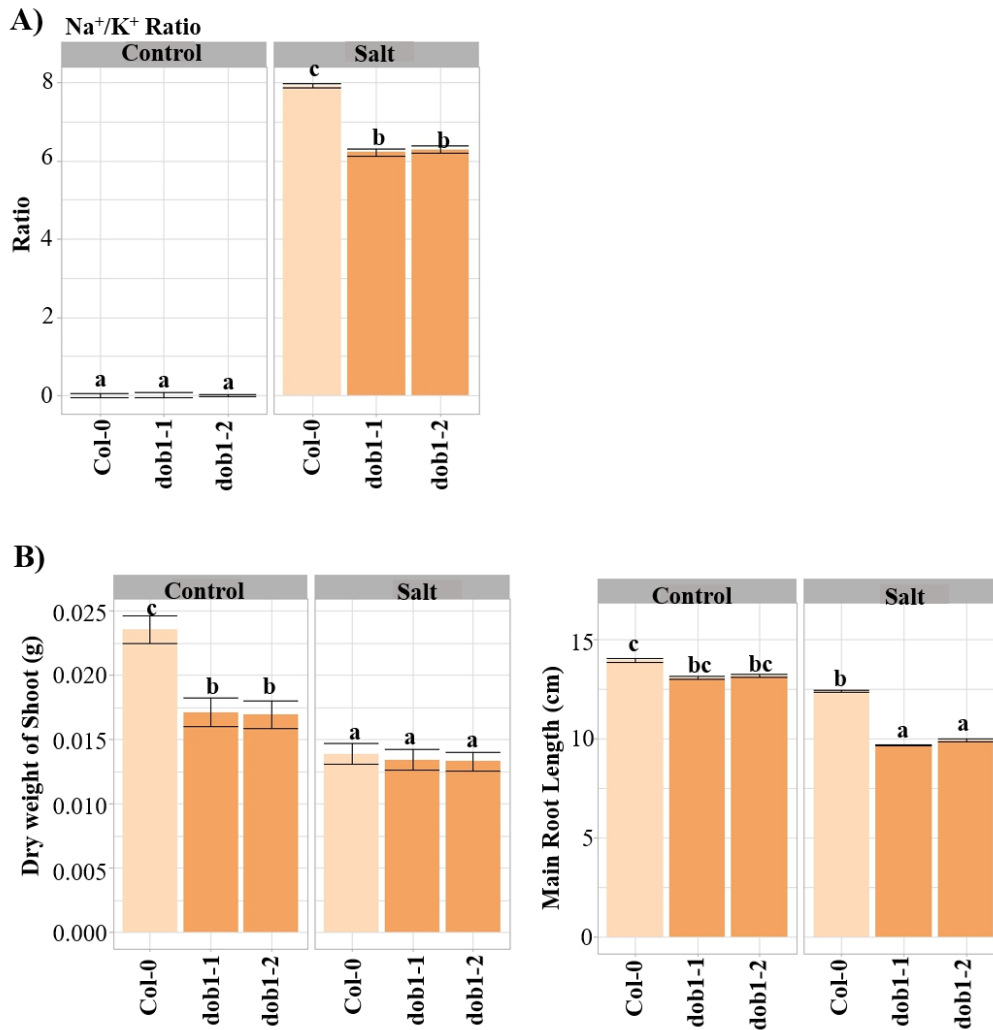 A) Na⁺/K⁺ Ratio
Control Salt
Ratio
8
6
4
2
0
a a a c b b
Col-0 dob1-1 dob1-2 Col-0 dob1-1 dob1-2
B)
Control Salt
Dry weight of Shoot (g)
0.025
0.020
0.015
0.010
0.005
0.000
c b b a a a
Col-0 dob1-1 dob1-2 Col-0 dob1-1 dob1-2
Control Salt
Main Root Length (cm)
15
10
5
0
c bc bc b a a
Col-0 dob1-1 dob1-2 Col-0 dob1-1 dob1-2